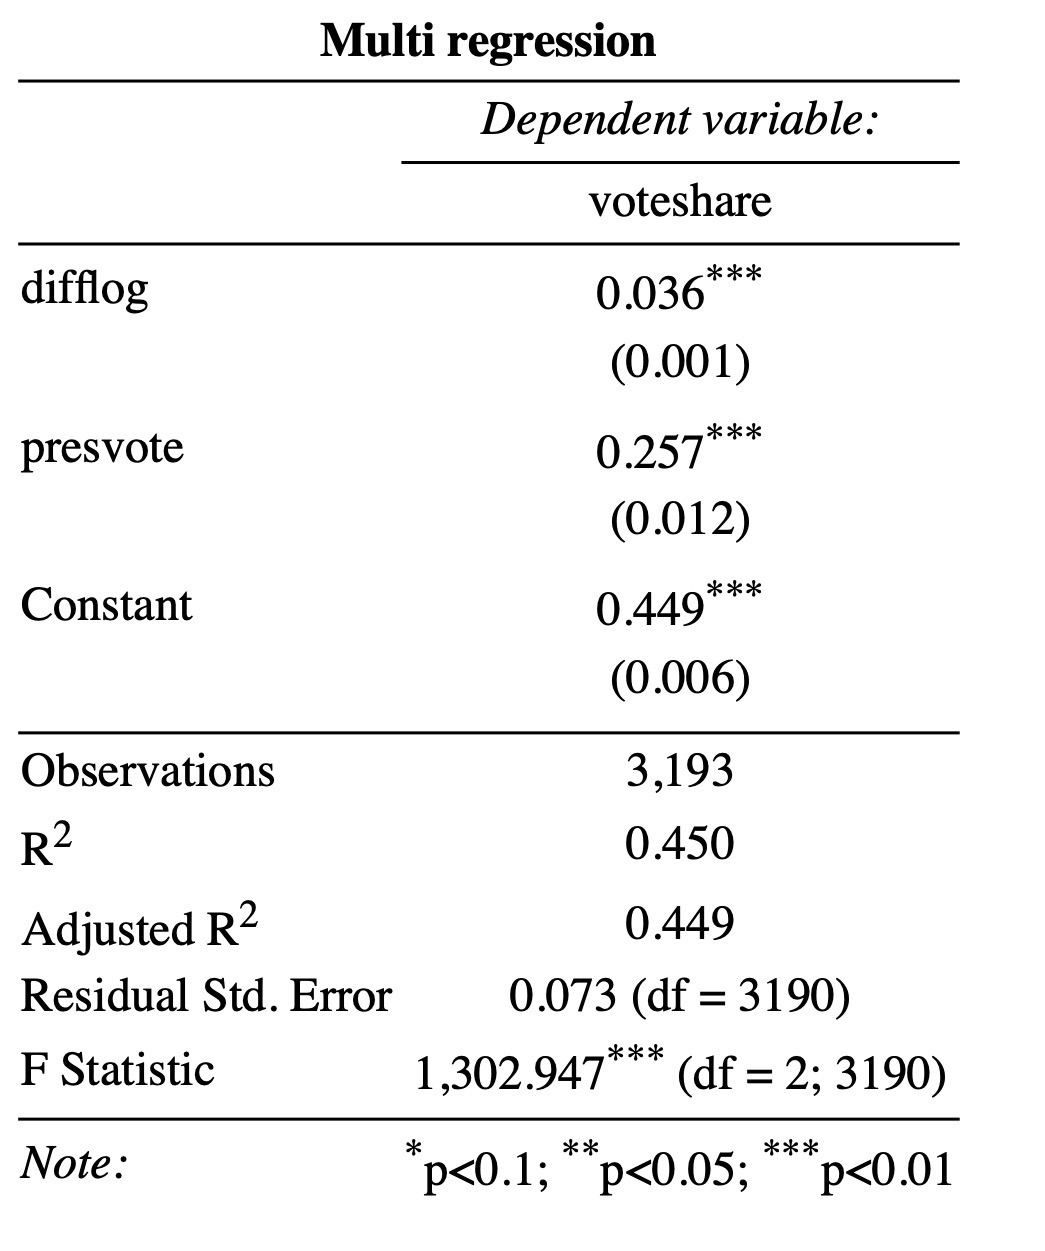 Multi regression
Dependent variable:
voteshare
difflog 0.036***
(0.001)
presvote 0.257***
(0.012)
Constant 0.449***
(0.006)
Observations 3,193
R2 0.450
Adjusted R2 0.449
Residual Std. Error 0.073 (df = 3190)
F Statistic 1,302.947*** (df = 2; 3190)
Note: *p<0.1; **p<0.05; ***p<0.01